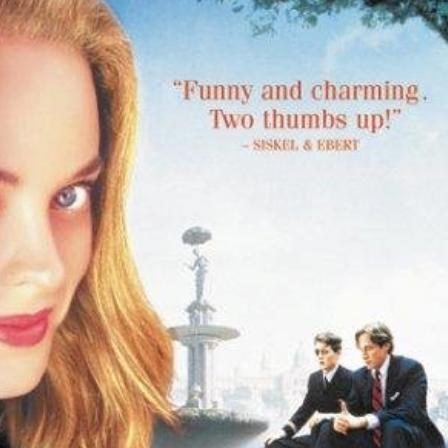 "Funny and charming.
Two thumbs up!"
– SISKEL & EBERT